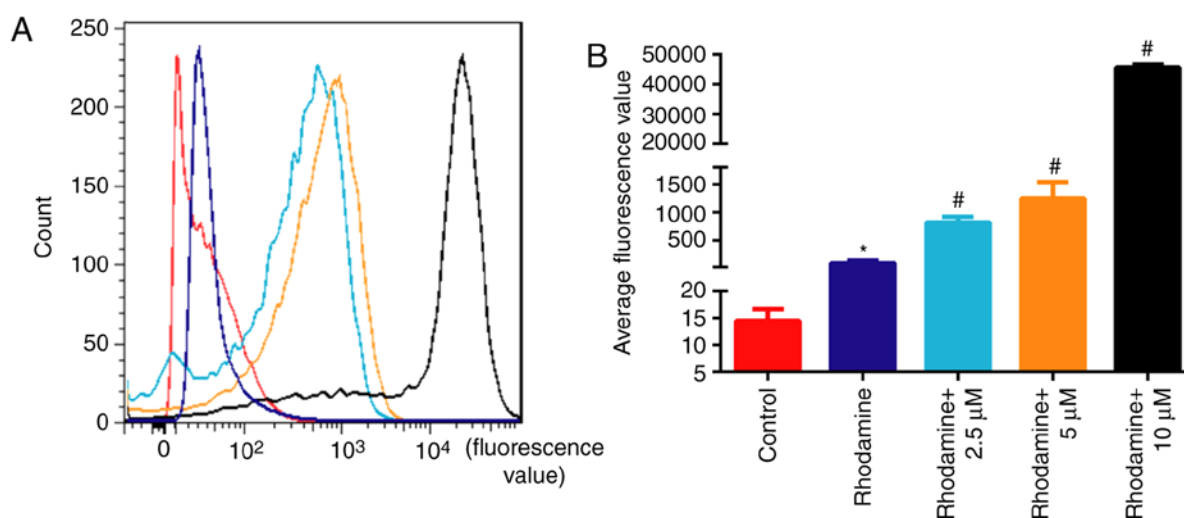 A
250
200
150
100
50
0
Count
0 10² 10³ 10⁴ (fluorescence
value)
B
Average fluorescence value
50000
40000
30000
20000
1500
1000
500
20
15
10
5
*
#
#
#
Control
Rhodamine
Rhodamine+
2.5 μM
Rhodamine+
5 μM
Rhodamine+
10 μM